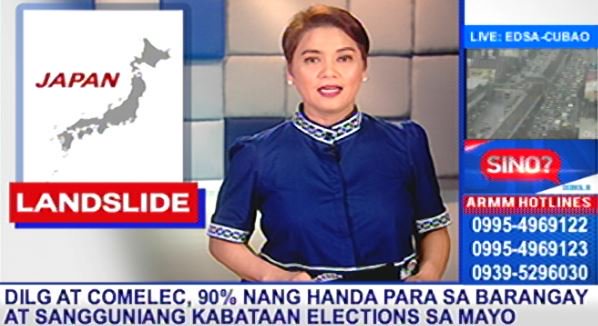 JAPAN
LANDSLIDE
LIVE: EDSA-CUBAO
SINO?
ARMM HOTLINES
0995-4969122
0995-4969123
0939-5296030
DILG AT COMELEC, 90% NANG HANDA PARA SA BARANGAY
AT SANGGUNIANG KABATAAN ELECTIONS SA MAYO